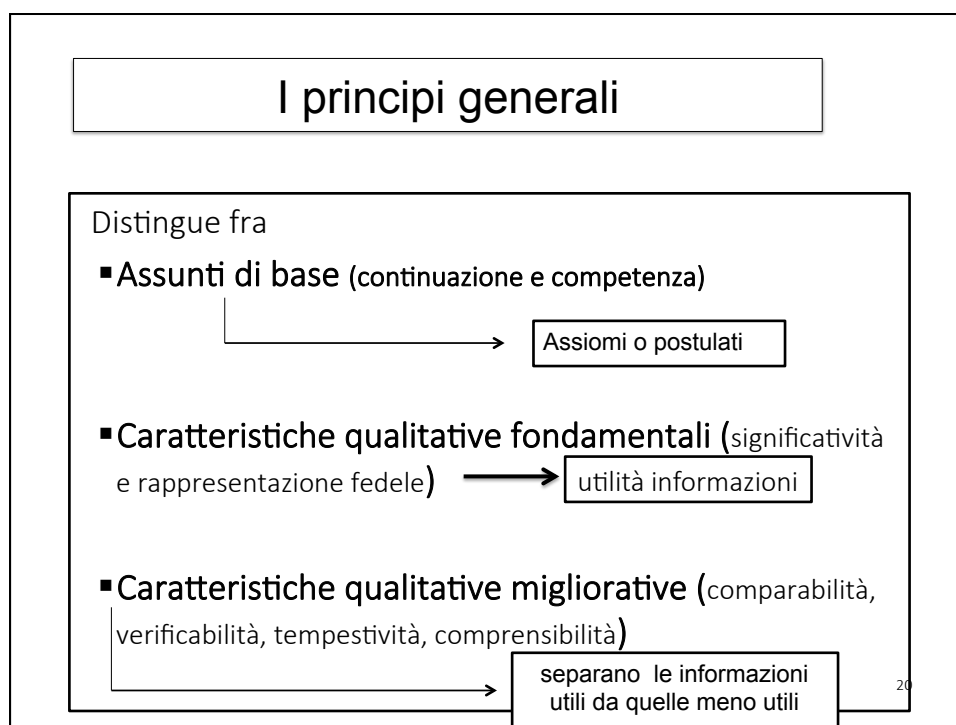 I principi generali
Distingue fra
▪Assunti di base (continuazione e competenza)
Assiomi o postulati
▪Caratteristiche qualitative fondamentali (significatività
e rappresentazione fedele)
utilità informazioni
▪Caratteristiche qualitative migliorative (comparabilità,
verificabilità, tempestività, comprensibilità)
separano le informazioni
utili da quelle meno utili
20